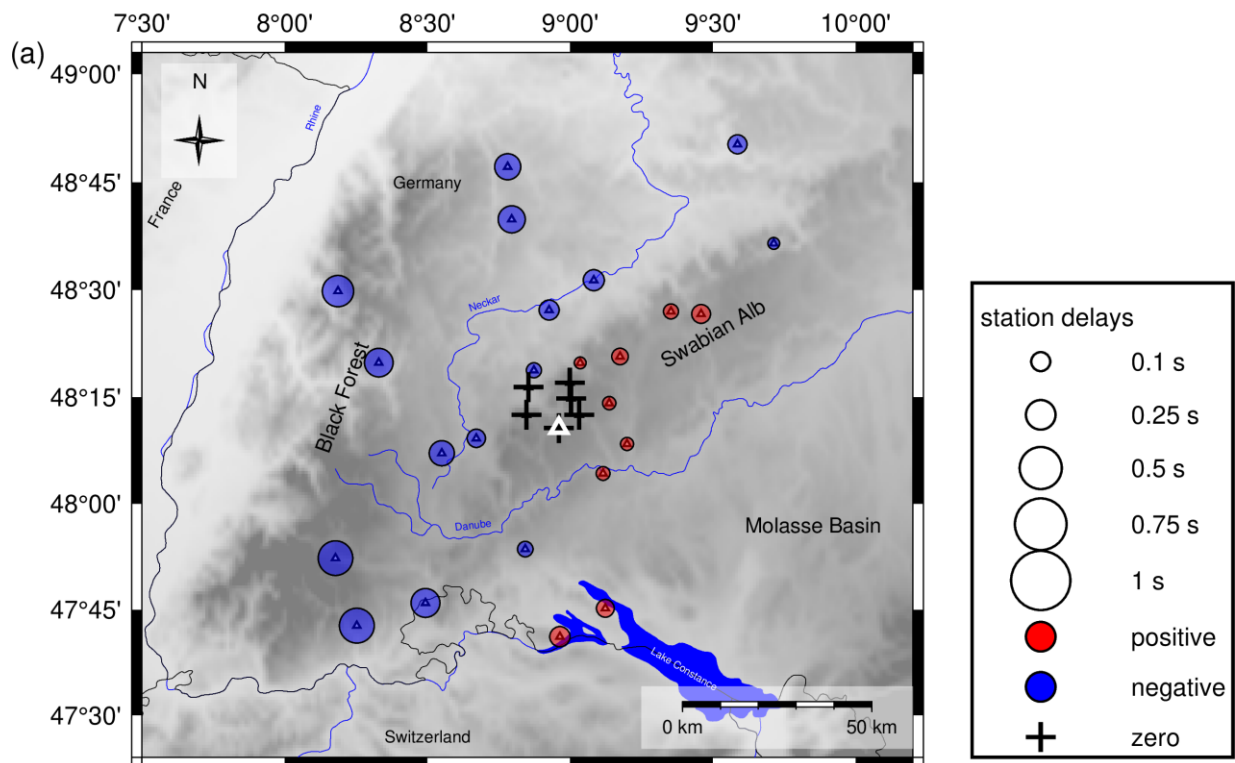 (a)
7°30'
8°00'
8°30'
9°00'
9°30'
10°00'
49°00'
48°45'
48°30'
48°15'
48°00'
47°45'
47°30'
N
Rhine
France
Germany
Neckar
Swabian Alb
Black Forest
Danube
Molasse Basin
Lake Constance
Switzerland
0 km
50 km
station delays
0.1 s
0.25 s
0.5 s
0.75 s
1 s
positive
negative
zero